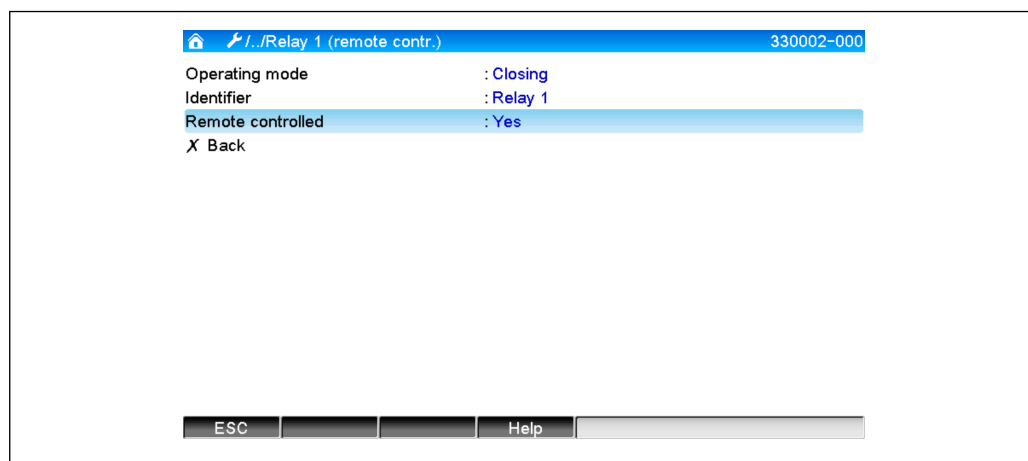 /../Relay 1 (remote contr.) 330002-000
Operating mode : Closing
Identifier : Relay 1
Remote controlled : Yes
X Back
ESC Help